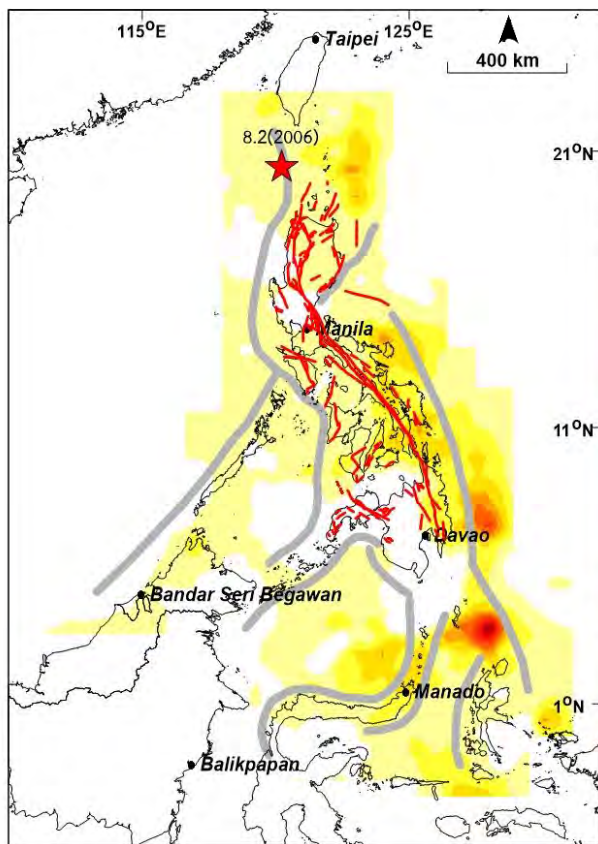 115°E
125°E
Taipei
400 km
8.2(2006)
21°N
Manila
11°N
Davao
Bandar Seri Begawan
Manado
1°N
Balikpapan